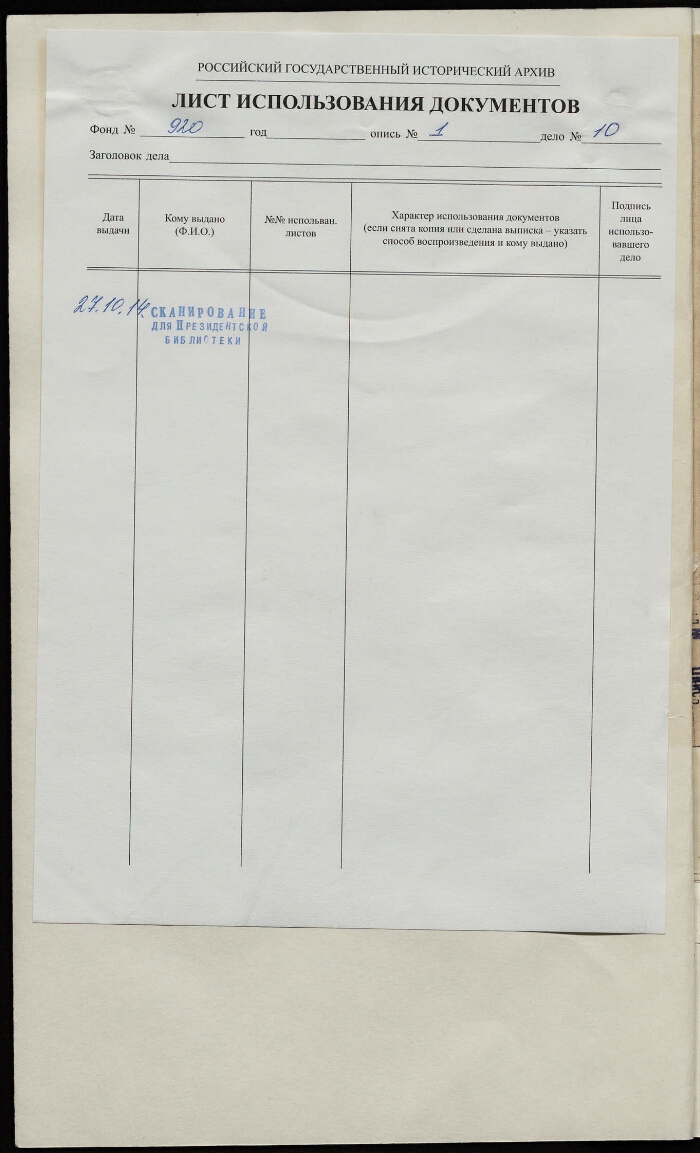 РОССИЙСКИЙ ГОСУДАРСТВЕННЫЙ ИСТОРИЧЕСКИЙ АРХИВ
ЛИСТ ИСПОЛЬЗОВАНИЯ ДОКУМЕНТОВ
Фонд № 920 год опись № 1 дело № 10
Заголовок дела
Дата
выдачи
Кому выдано
(Ф.И.О.)
№№ использван.
листов
Характер использования документов
(если снята копия или сделана выписка – указать
способ воспроизведения и кому выдано)
Подпись
лица
использо-
вавшего
дело
27.10.14.
СКАНИРОВАНИЕ
ДЛЯ ПРЕЗИДЕНТСКОЙ
БИБЛИОТЕКИ